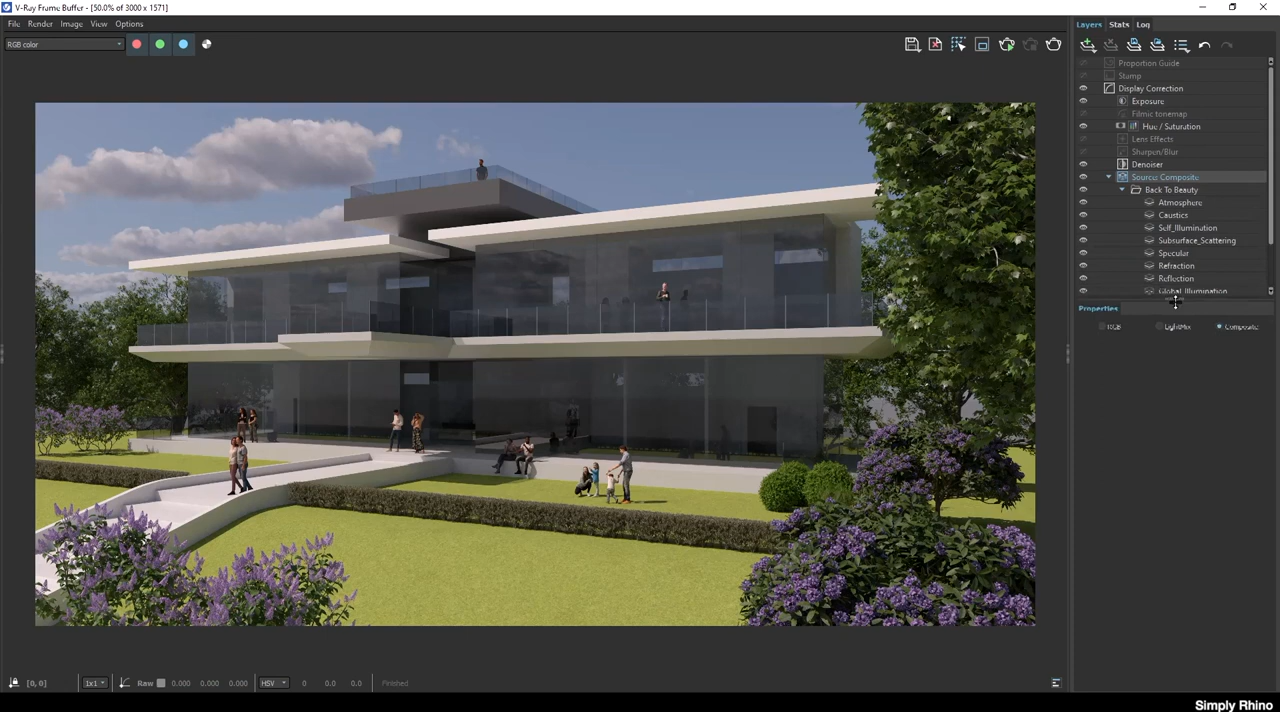 V-Ray Frame Buffer - [50.0% of 3000 x 1571]
File Render Image View Options
Layers Stats Log
RGB color
Proportion Guide
Stamp
Display Correction
Exposure
Filmic tonemap
Hue / Saturation
Lens Effects
Sharpen/Blur
Denoiser
Source: Composite
Back To Beauty
Atmosphere
Caustics
Self_Illumination
Subsurface_Scattering
Specular
Refraction
Reflection
Global_Illumination
Properties
RGB LightMix Composite
[0, 0] 1x1 Raw 0.000 0.000 0.000 HSV 0 0.0 0.0 Finished
Simply Rhino